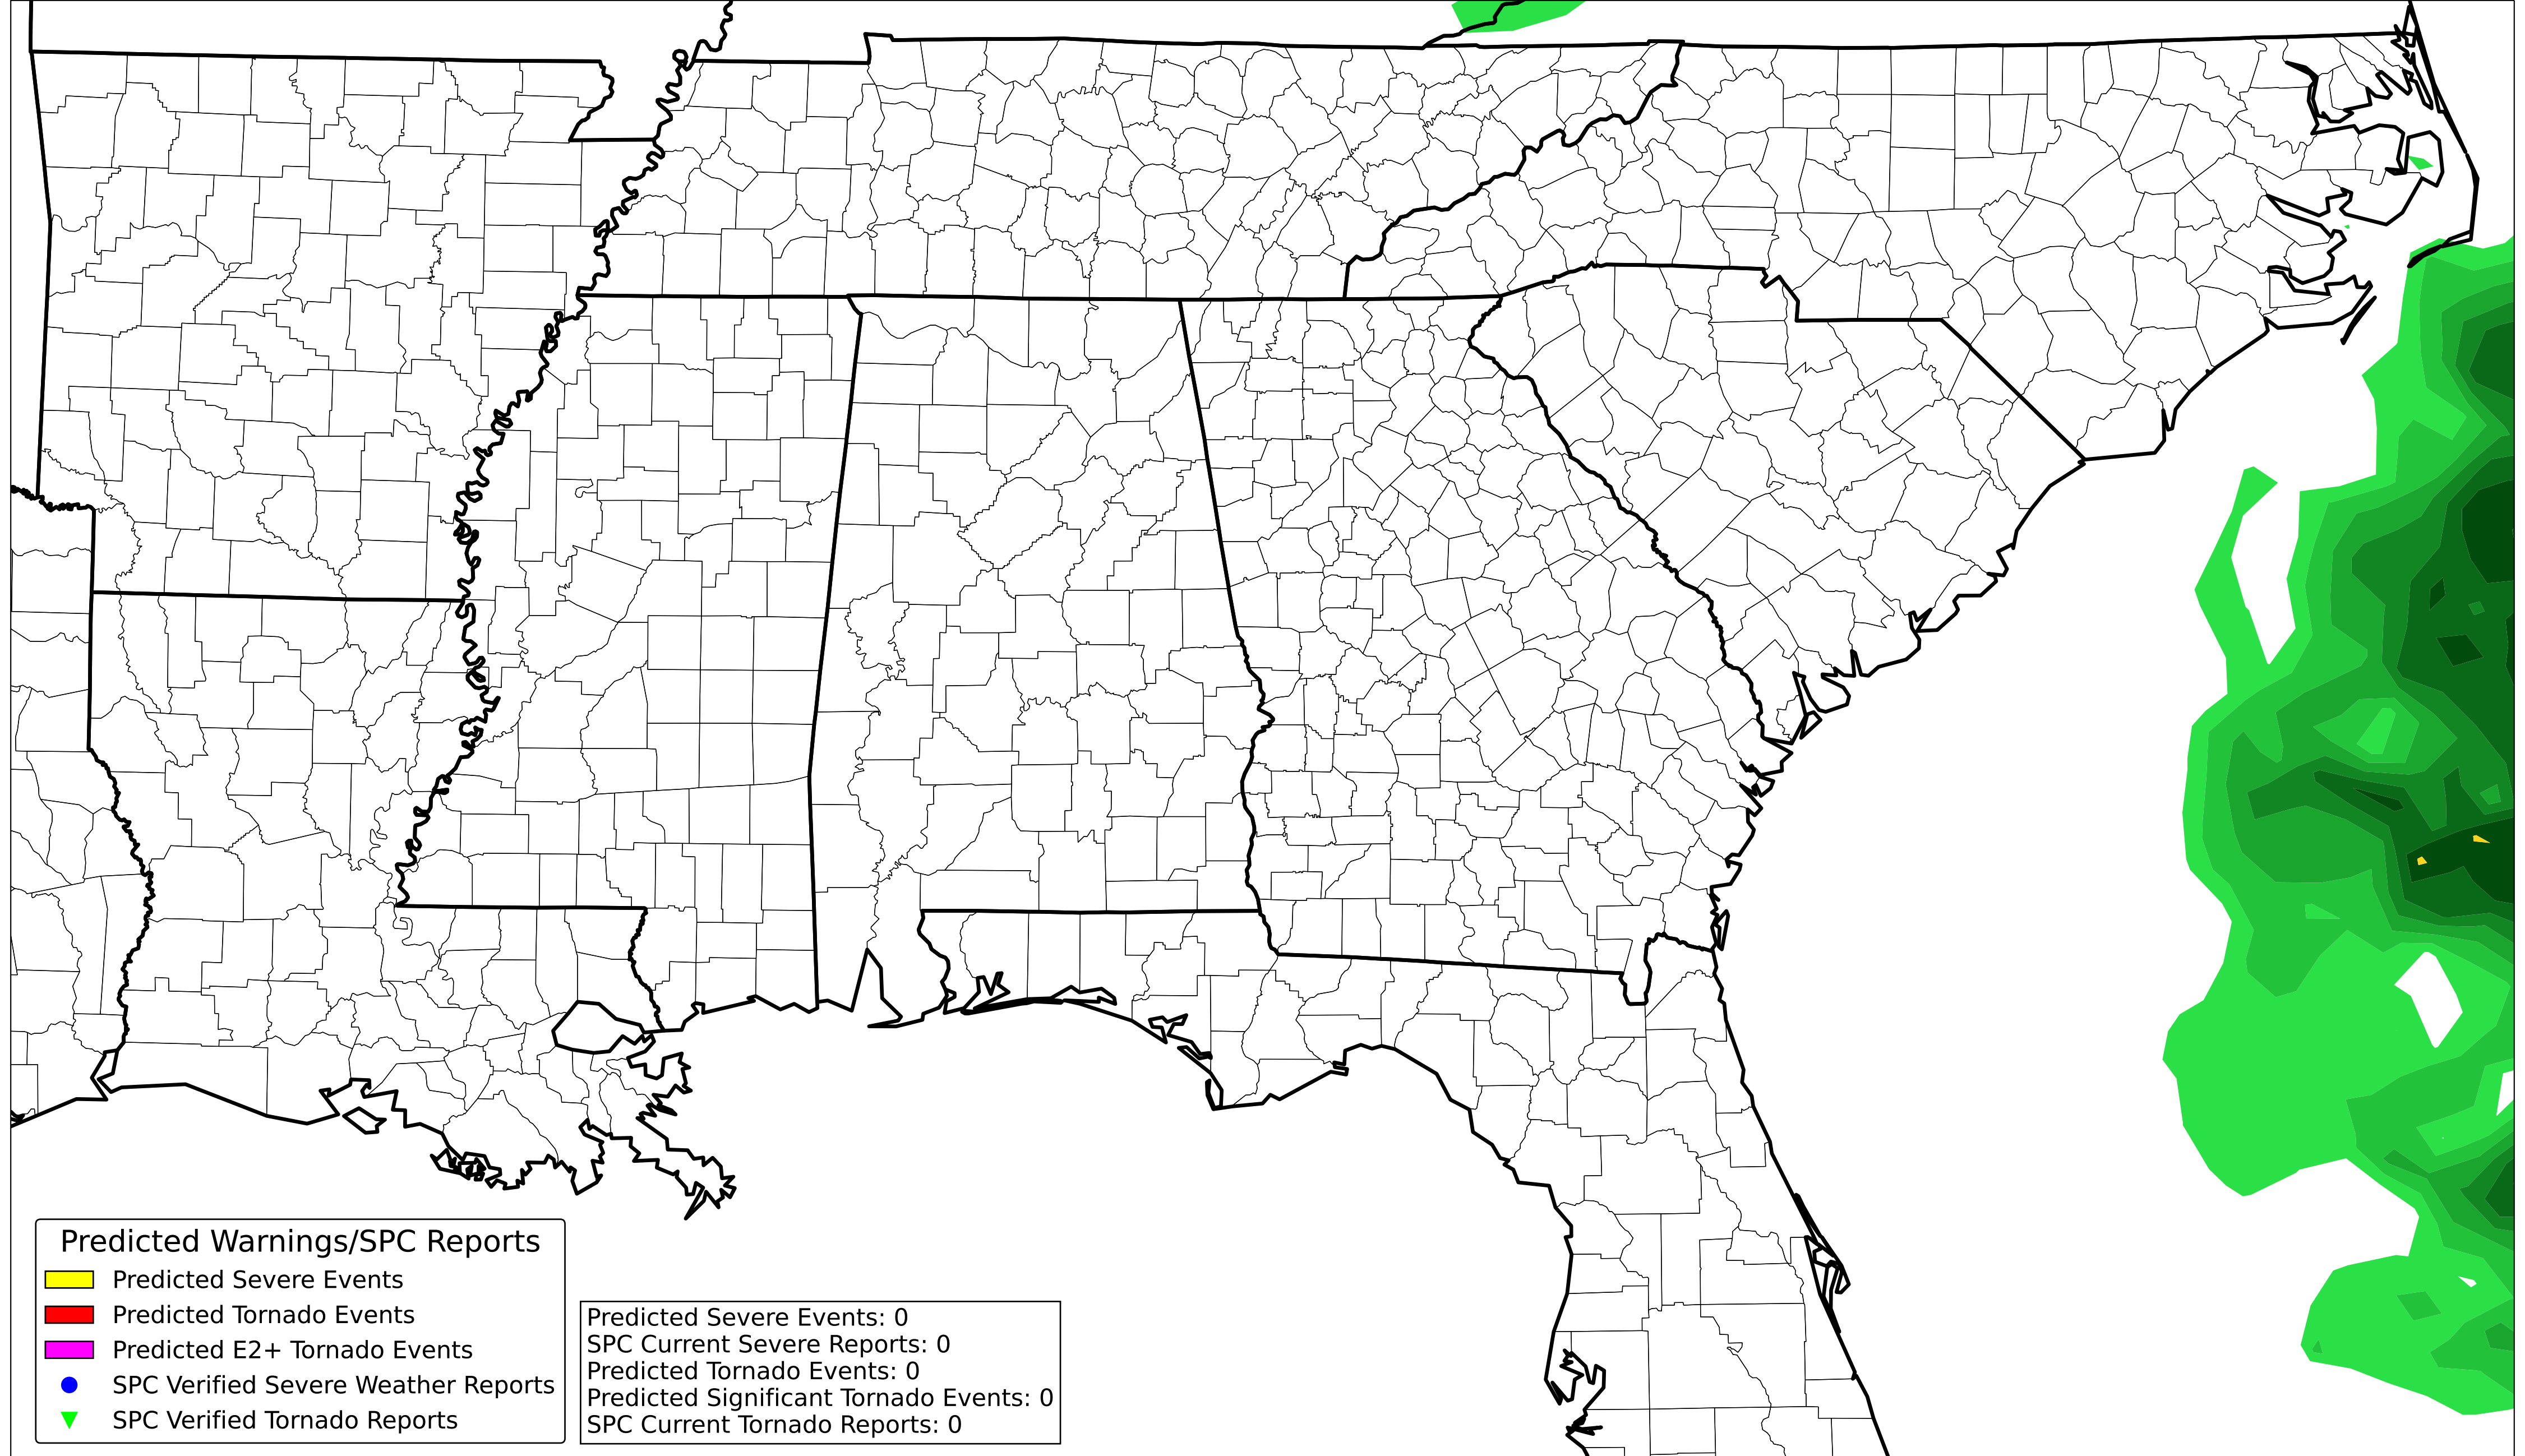 Predicted Warnings/SPC Reports
Predicted Severe Events
Predicted Tornado Events
Predicted E2+ Tornado Events
SPC Verified Severe Weather Reports
SPC Verified Tornado Reports
Predicted Severe Events: 0
SPC Current Severe Reports: 0
Predicted Tornado Events: 0
Predicted Significant Tornado Events: 0
SPC Current Tornado Reports: 0